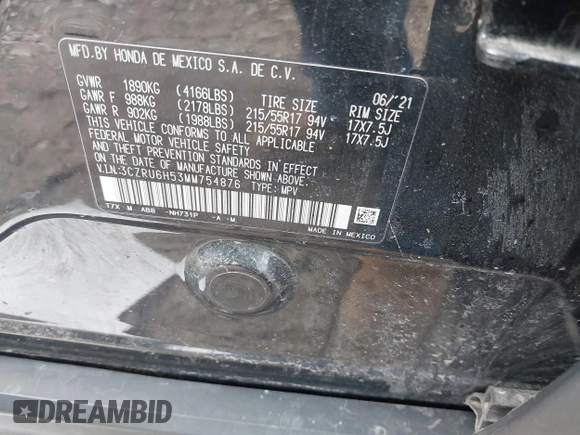 MFD.BY HONDA DE MEXICO S.A. DE C.V.
06/'21
GVWR 1890KG (4166LBS) TIRE SIZE RIM SIZE
GAWR F 988KG (2178LBS) 215/55R17 94V 17X7.5J
GAWR R 902KG (1988LBS) 215/55R17 94V 17X7.5J
THIS VEHICLE CONFORMS TO ALL APPLICABLE
FEDERAL MOTOR VEHICLE SAFETY
AND THEFT PREVENTION STANDARDS IN EFFECT
ON THE DATE OF MANUFACTURE SHOWN ABOVE.
V.I.N.:3CZRU6H53MM754876 TYPE: MPV
T7X M AB8 -NH731P -A -M
MADE IN MEXICO
DREAMBID